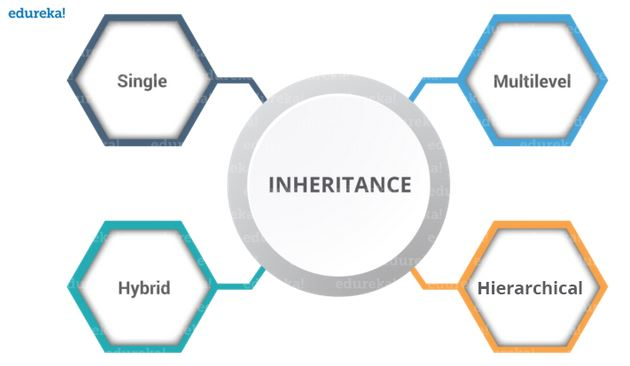 edureka!
Single
Multilevel
INHERITANCE
Hybrid
Hierarchical